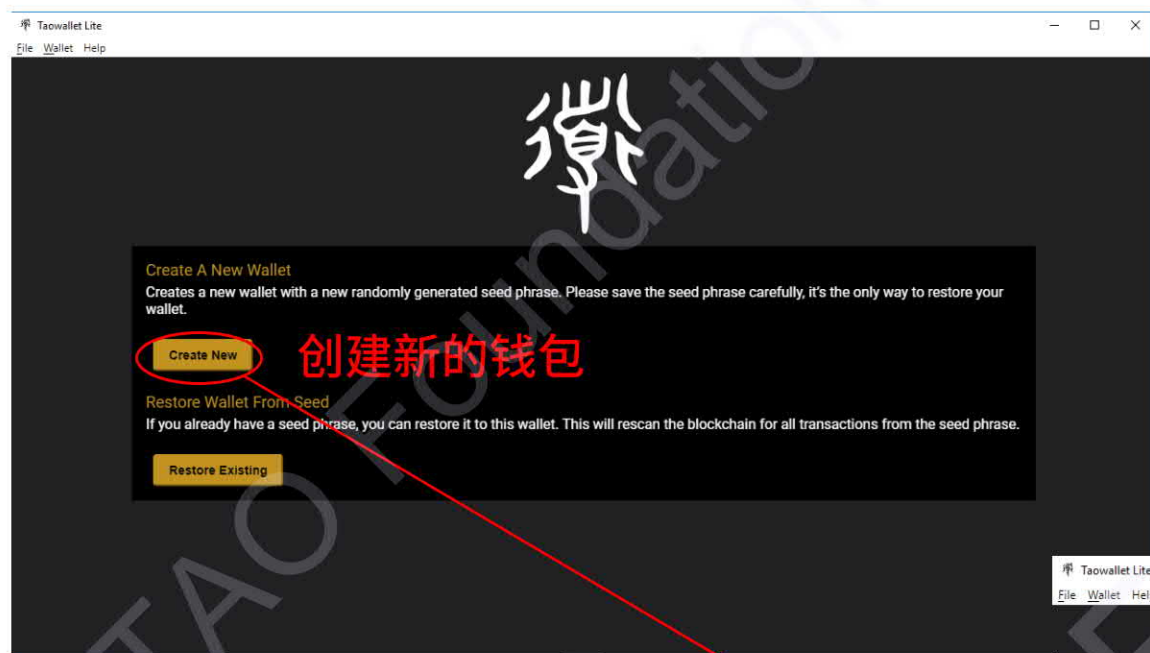 Taowallet Lite
File Wallet Help
Create A New Wallet
Creates a new wallet with a new randomly generated seed phrase. Please save the seed phrase carefully, it's the only way to restore your
wallet.
Create New
创建新的钱包
Restore Wallet From Seed
If you already have a seed phrase, you can restore it to this wallet. This will rescan the blockchain for all transactions from the seed phrase.
Restore Existing
Taowallet Lite
File Wallet Hel
TAO Foundation